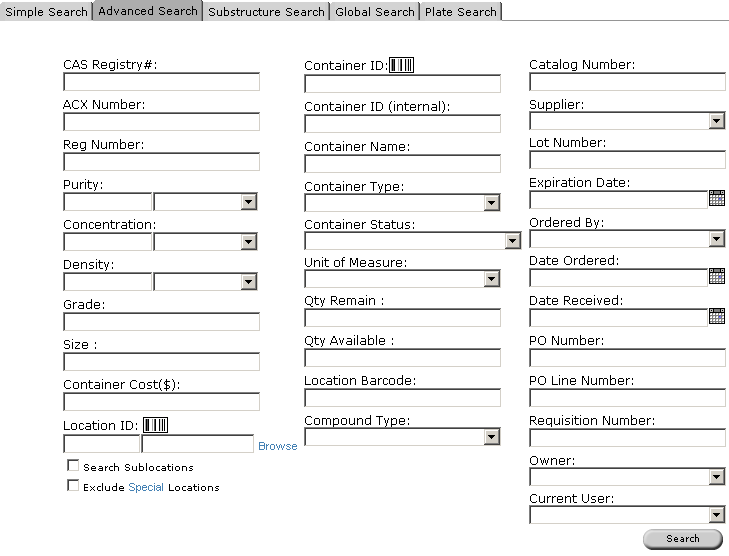 Simple Search Advanced Search Substructure Search Global Search Plate Search
CAS Registry#:
ACX Number:
Reg Number:
Purity:
Concentration:
Density:
Grade:
Size :
Container Cost($):
Location ID:
Browse
Search Sublocations
Exclude Special Locations
Container ID:
Container ID (internal):
Container Name:
Container Type:
Container Status:
Unit of Measure:
Qty Remain :
Qty Available :
Location Barcode:
Compound Type:
Catalog Number:
Supplier:
Lot Number:
Expiration Date:
Ordered By:
Date Ordered:
Date Received:
PO Number:
PO Line Number:
Requisition Number:
Owner:
Current User:
Search